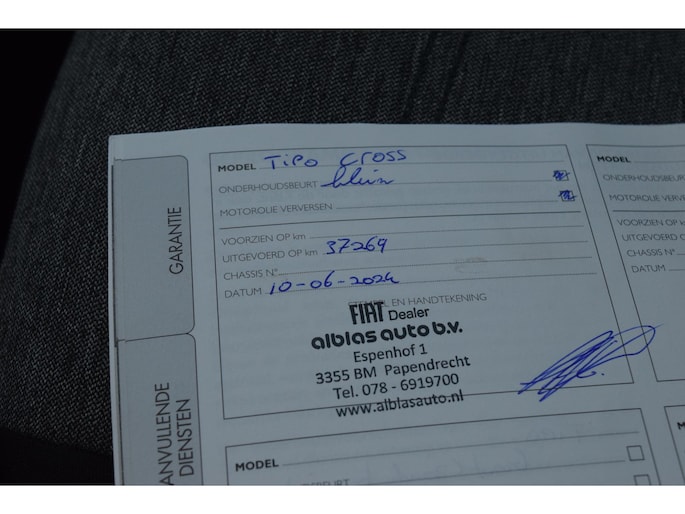 GARANTIE
MODEL Tipo Cross
ONDERHOUDSBEURT klein
MOTOROLIE VERVERSEN
VOORZIEN OP km
UITGEVOERD OP km 37269
CHASSIS N°
DATUM 10-06-2024
STEMPEL EN HANDTEKENING
FIAT Dealer
alblas auto b.v.
Espenhof 1
3355 BM Papendrecht
Tel. 078 - 6919700
www.alblasauto.nl
MODEL
ONDERHOUDSB
MOTOROLIE VERVE
VOORZIEN OP k
UITGEVOERD
CHASSIS N°
DATUM
AANVULLENDE
DIENSTEN
MODEL